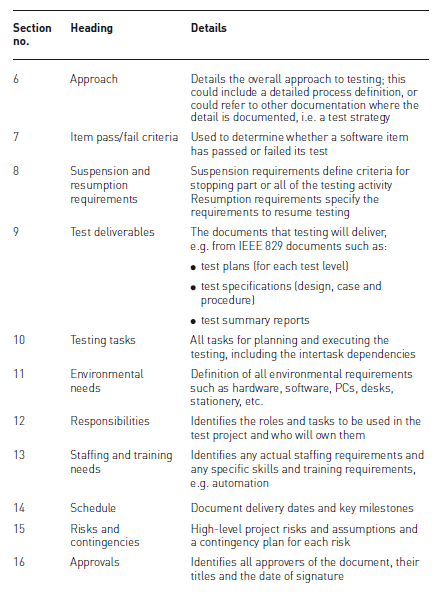 Section no. Heading Details
6 Approach Details the overall approach to testing; this
could include a detailed process definition, or
could refer to other documentation where the
detail is documented, i.e. a test strategy
7 Item pass/fail criteria Used to determine whether a software item
has passed or failed its test
8 Suspension and resumption requirements Suspension requirements define criteria for
stopping part or all of the testing activity
Resumption requirements specify the
requirements to resume testing
9 Test deliverables The documents that testing will deliver,
e.g. from IEEE 829 documents such as:
• test plans (for each test level)
• test specifications (design, case and
procedure)
• test summary reports
10 Testing tasks All tasks for planning and executing the
testing, including the intertask dependencies
11 Environmental needs Definition of all environmental requirements
such as hardware, software, PCs, desks,
stationery, etc.
12 Responsibilities Identifies the roles and tasks to be used in the
test project and who will own them
13 Staffing and training needs Identifies any actual staffing requirements and
any specific skills and training requirements,
e.g. automation
14 Schedule Document delivery dates and key milestones
15 Risks and contingencies High-level project risks and assumptions and
a contingency plan for each risk
16 Approvals Identifies all approvers of the document, their
titles and the date of signature